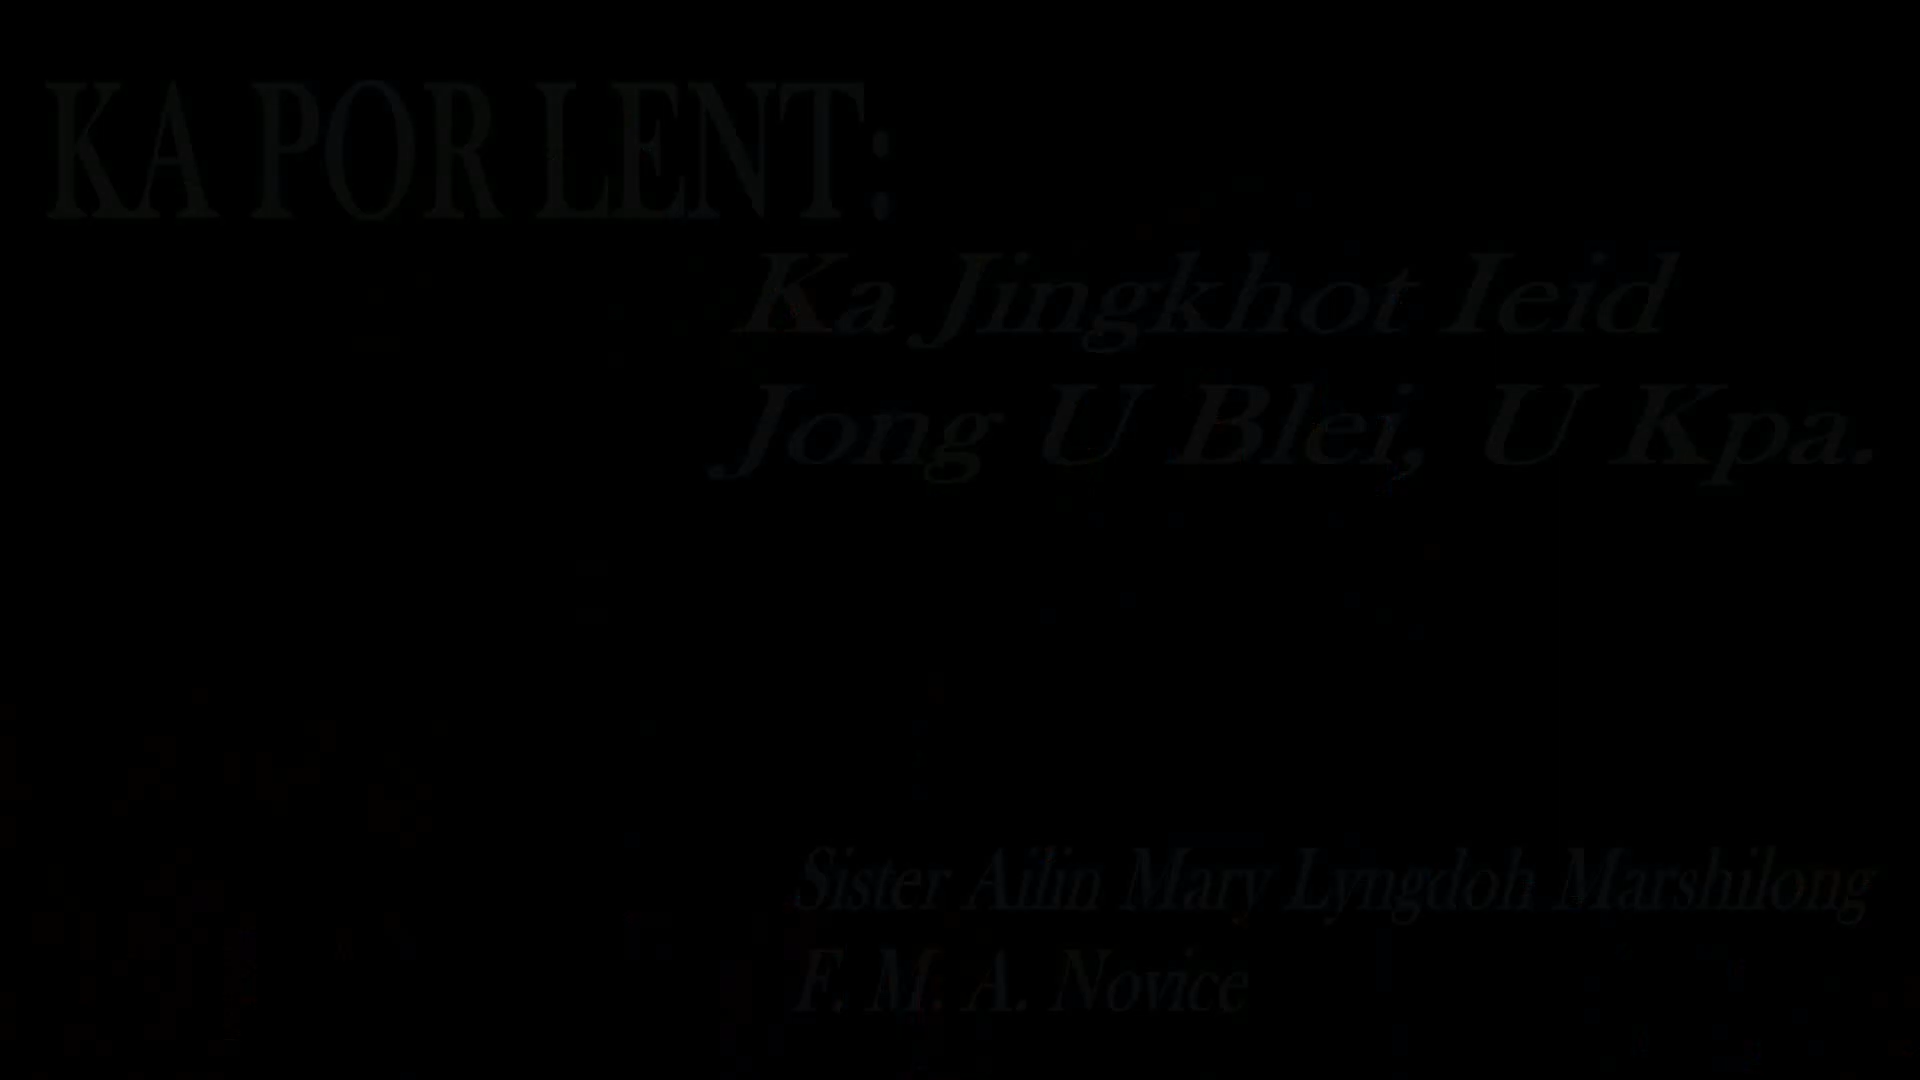 KA POR LENT:
Ka Jingkhot Ieid
Jong U Blei, U Kpa.
Sister Ailin Mary Lyngdoh Marshilong
F. M. A. Novice